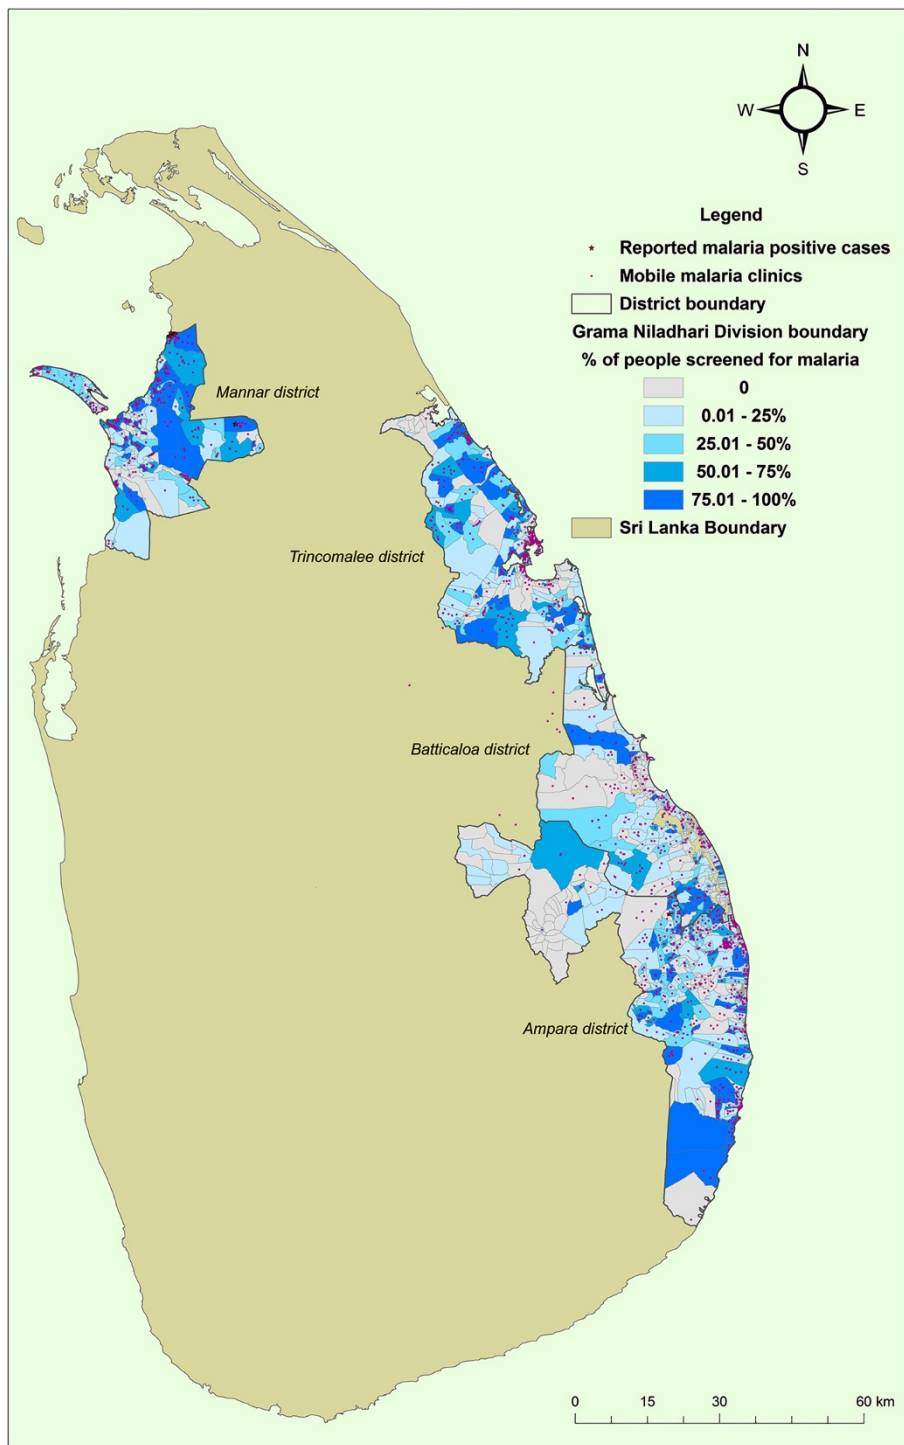 N
W E
S
Legend
Reported malaria positive cases
Mobile malaria clinics
District boundary
Grama Niladhari Division boundary
% of people screened for malaria
0
0.01 - 25%
25.01 - 50%
50.01 - 75%
75.01 - 100%
Sri Lanka Boundary
Mannar district
Trincomalee district
Batticaloa district
Ampara district
0 15 30 60 km